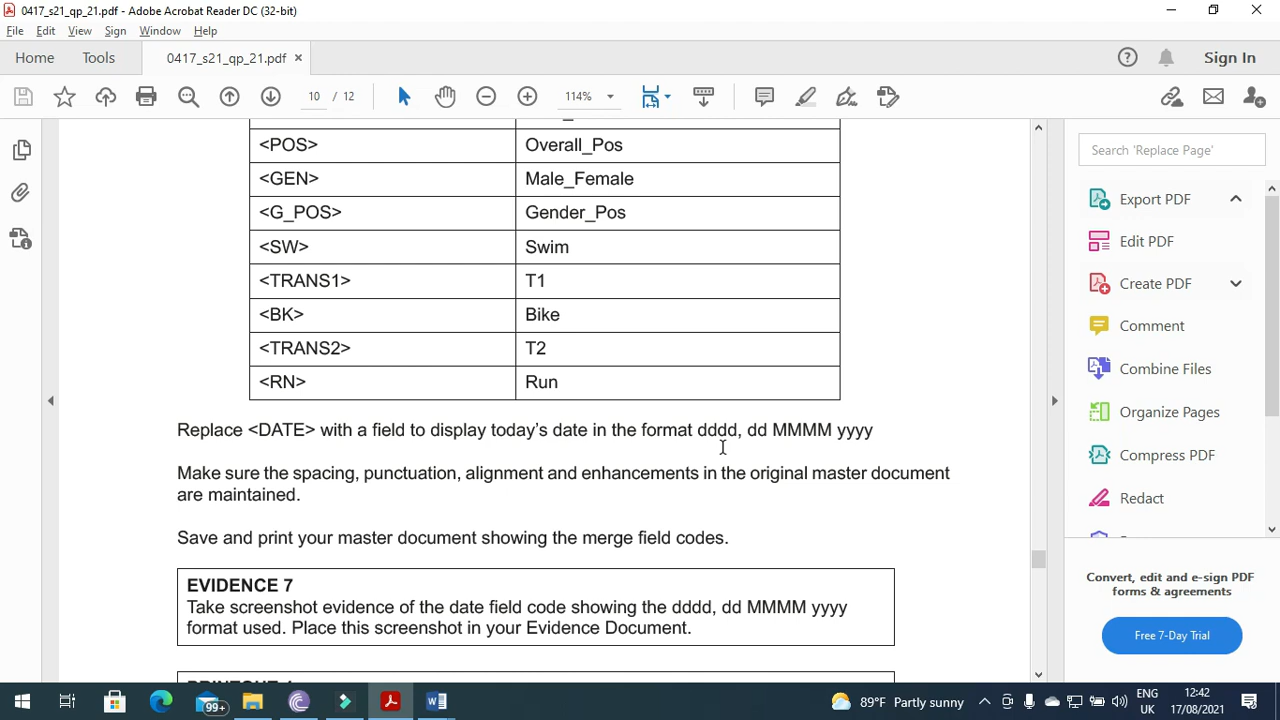 0417_s21_qp_21.pdf - Adobe Acrobat Reader DC (32-bit)
File Edit View Sign Window Help
Home Tools 0417_s21_qp_21.pdf × ? Sign In
10 / 12 114%
<POS> Overall_Pos
<GEN> Male_Female
<G_POS> Gender_Pos
<SW> Swim
<TRANS1> T1
<BK> Bike
<TRANS2> T2
<RN> Run
Replace <DATE> with a field to display today's date in the format dddd, dd MMMM yyyy
Make sure the spacing, punctuation, alignment and enhancements in the original master document
are maintained.
Save and print your master document showing the merge field codes.
EVIDENCE 7
Take screenshot evidence of the date field code showing the dddd, dd MMMM yyyy
format used. Place this screenshot in your Evidence Document.
Search 'Replace Page'
Export PDF
Edit PDF
Create PDF
Comment
Combine Files
Organize Pages
Compress PDF
Redact
Convert, edit and e-sign PDF
forms & agreements
Free 7-Day Trial
99+ 89°F Partly sunny ENG 12:42
UK 17/08/2021